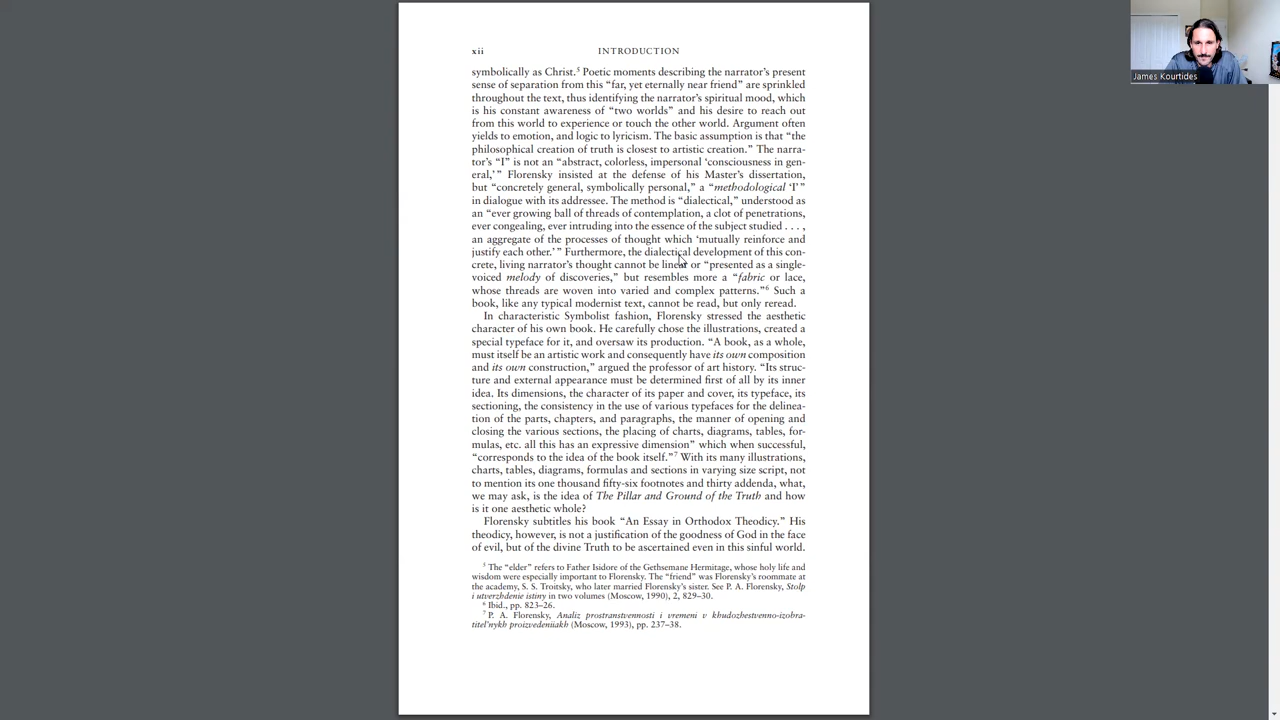 xii INTRODUCTION
symbolically as Christ.5 Poetic moments describing the narrator's present
sense of separation from this “far, yet eternally near friend” are sprinkled
throughout the text, thus identifying the narrator's spiritual mood, which
is his constant awareness of “two worlds” and his desire to reach out
from this world to experience or touch the other world. Argument often
yields to emotion, and logic to lyricism. The basic assumption is that “the
philosophical creation of truth is closest to artistic creation.” The narra-
tor's “I” is not an “abstract, colorless, impersonal ‘consciousness in gen-
eral,’” Florensky insisted at the defense of his Master's dissertation,
but “concretely general, symbolically personal,” a “methodological ‘I’”
in dialogue with its addressee. The method is “dialectical,” understood as
an “ever growing ball of threads of contemplation, a clot of penetrations,
ever congealing, ever intruding into the essence of the subject studied . . . ,
an aggregate of the processes of thought which ‘mutually reinforce and
justify each other.’” Furthermore, the dialectical development of this con-
crete, living narrator's thought cannot be linear or “presented as a single-
voiced melody of discoveries,” but resembles more a “fabric or lace,
whose threads are woven into varied and complex patterns.”6 Such a
book, like any typical modernist text, cannot be read, but only reread.
In characteristic Symbolist fashion, Florensky stressed the aesthetic
character of his own book. He carefully chose the illustrations, created a
special typeface for it, and oversaw its production. “A book, as a whole,
must itself be an artistic work and consequently have its own composition
and its own construction,” argued the professor of art history. “Its struc-
ture and external appearance must be determined first of all by its inner
idea. Its dimensions, the character of its paper and cover, its typeface, its
sectioning, the consistency in the use of various typefaces for the delinea-
tion of the parts, chapters, and paragraphs, the manner of opening and
closing the various sections, the placing of charts, diagrams, tables, for-
mulas, etc. all this has an expressive dimension” which when successful,
“corresponds to the idea of the book itself.”7 With its many illustrations,
charts, tables, diagrams, formulas and sections in varying size script, not
to mention its one thousand fifty-six footnotes and thirty addenda, what,
we may ask, is the idea of The Pillar and Ground of the Truth and how
is it one aesthetic whole?
Florensky subtitles his book “An Essay in Orthodox Theodicy.” His
theodicy, however, is not a justification of the goodness of God in the face
of evil, but of the divine Truth to be ascertained even in this sinful world.
5 The “elder” refers to Father Isidore of the Gethsemane Hermitage, whose holy life and
wisdom were especially important to Florensky. The “friend” was Florensky's roommate at
the academy, S. S. Troitsky, who later married Florensky's sister. See P. A. Florensky, Stolp
i utverzhdenie istiny in two volumes (Moscow, 1990), 2, 829–30.
6 Ibid., pp. 823–26.
7 P. A. Florensky, Analiz prostranstvennosti i vremeni v khudozhestvenno-izobra-
titel'nykh proizvedeniiakh (Moscow, 1993), pp. 237–38.
James Kourtides